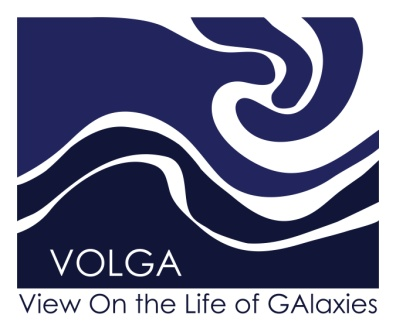 VOLGA
View On the Life of GAlaxies